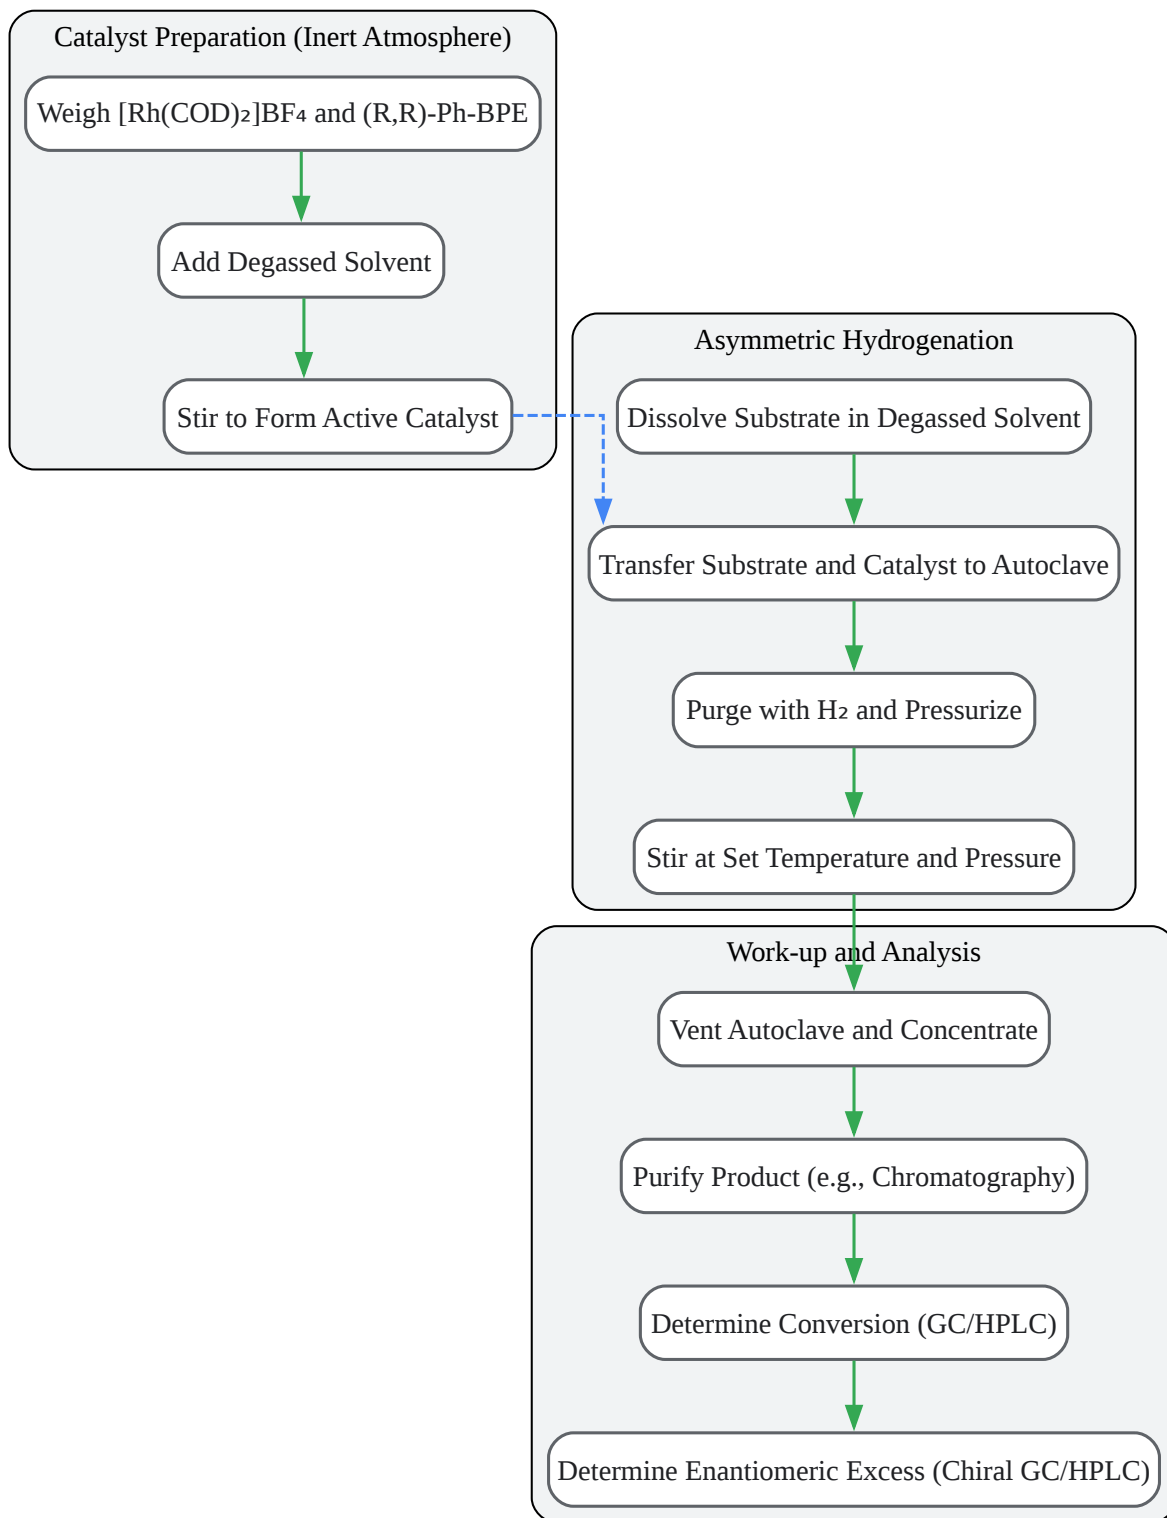 Catalyst Preparation (Inert Atmosphere)
Weigh [Rh(COD)₂]BF₄ and (R,R)-Ph-BPE
Add Degassed Solvent
Stir to Form Active Catalyst
Asymmetric Hydrogenation
Dissolve Substrate in Degassed Solvent
Transfer Substrate and Catalyst to Autoclave
Purge with H₂ and Pressurize
Stir at Set Temperature and Pressure
Work-up and Analysis
Vent Autoclave and Concentrate
Purify Product (e.g., Chromatography)
Determine Conversion (GC/HPLC)
Determine Enantiomeric Excess (Chiral GC/HPLC)